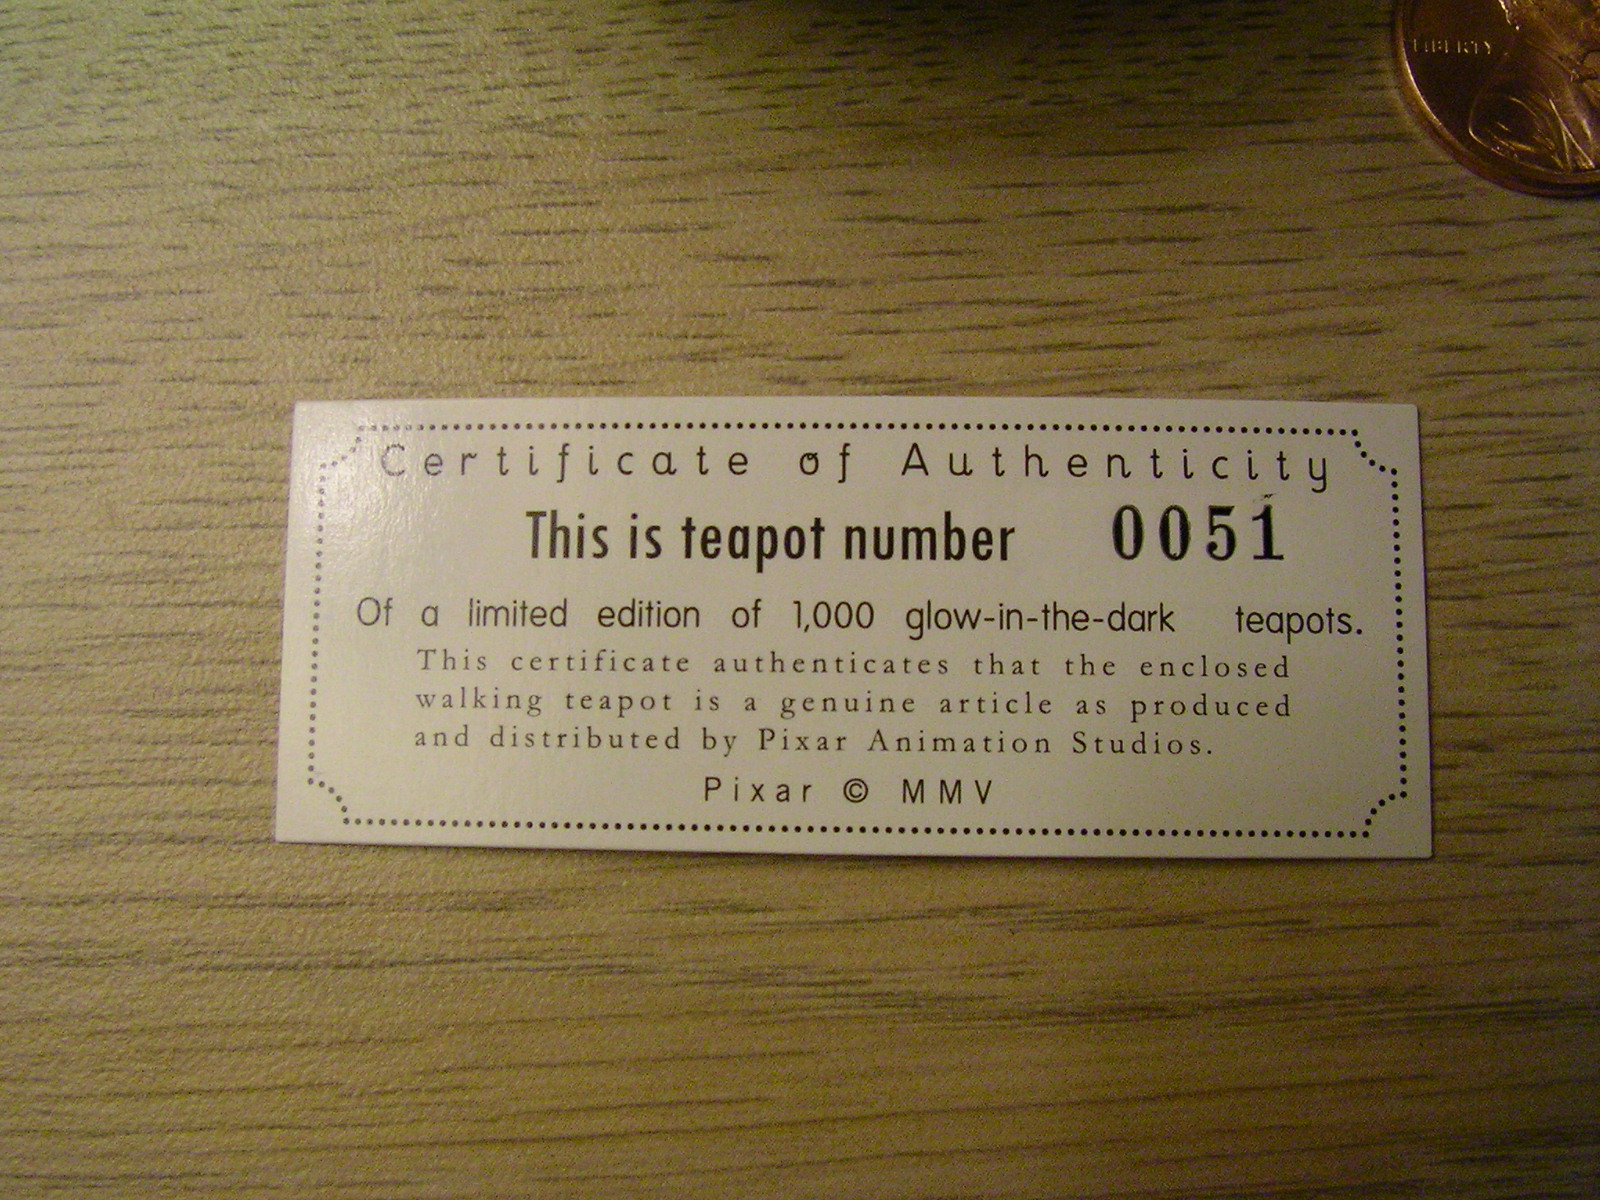 LIBERTY
Certificate of Authenticity
This is teapot number 0051
Of a limited edition of 1,000 glow-in-the-dark teapots.
This certificate authenticates that the enclosed
walking teapot is a genuine article as produced
and distributed by Pixar Animation Studios.
Pixar © MMV